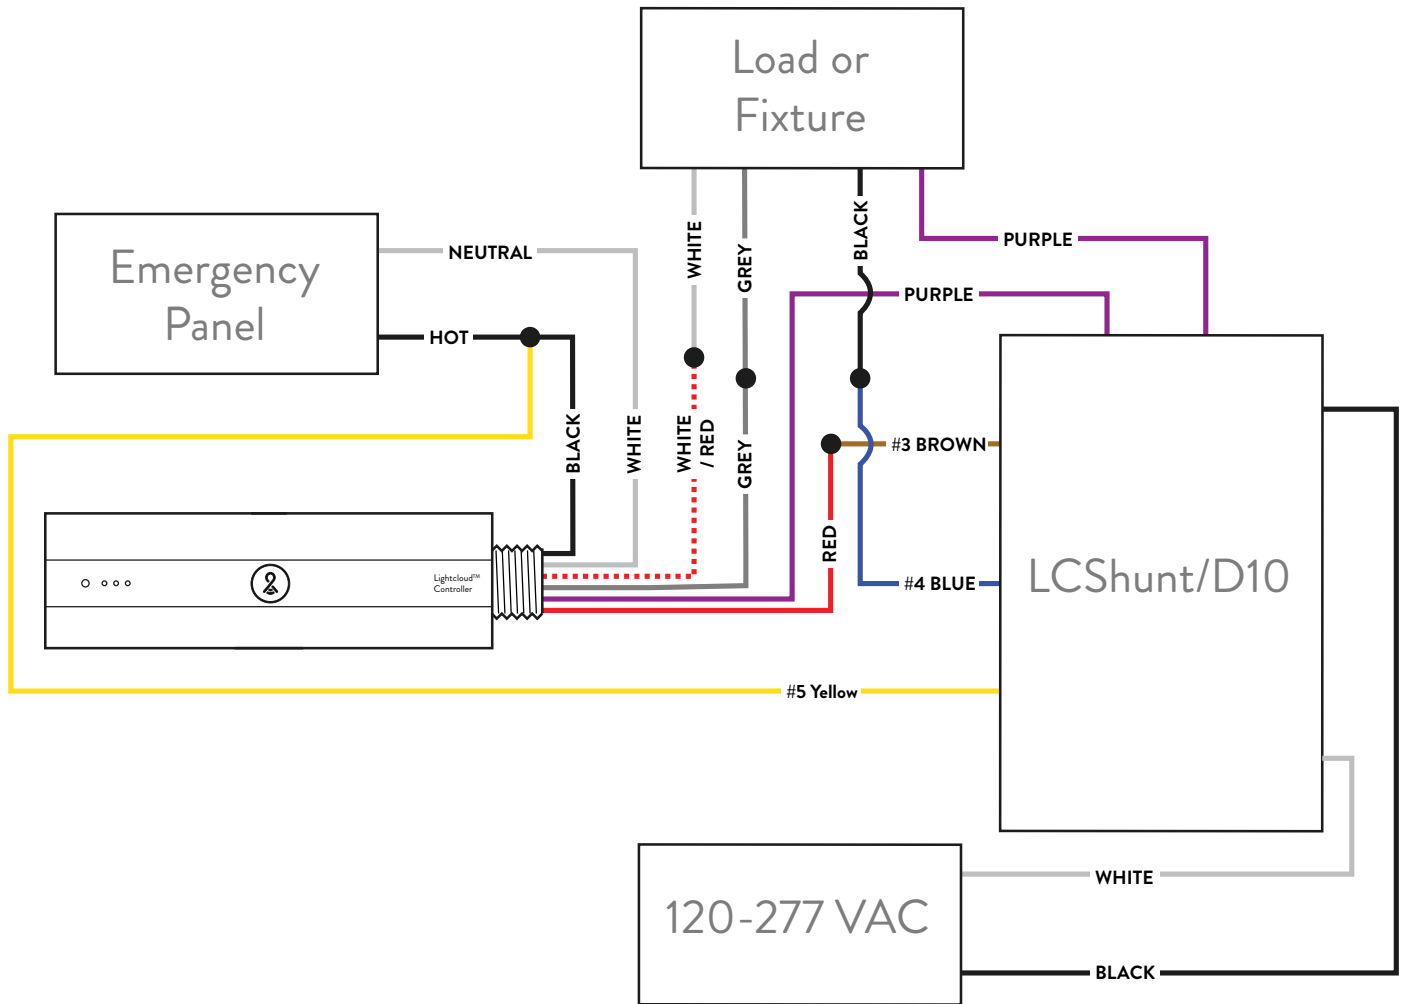 Load or
Fixture
Emergency
Panel
NEUTRAL
HOT
WHITE
GREY
BLACK
PURPLE
PURPLE
BLACK
WHITE
WHITE
/ RED
GREY
RED
#3 BROWN
#4 BLUE
LCShunt/D10
Lightcloud™
Controller
#5 Yellow
120-277 VAC
WHITE
BLACK